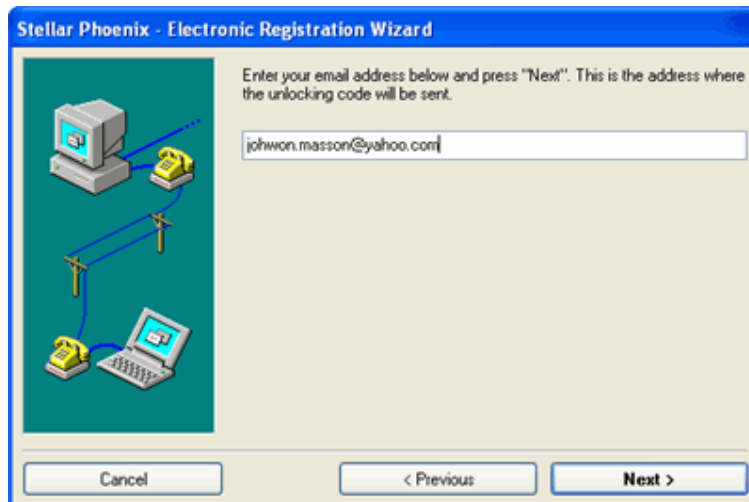 Stellar Phoenix - Electronic Registration Wizard
Enter your email address below and press "Next". This is the address where
the unlocking code will be sent.
johwon.masson@yahoo.com
Cancel
< Previous
Next >